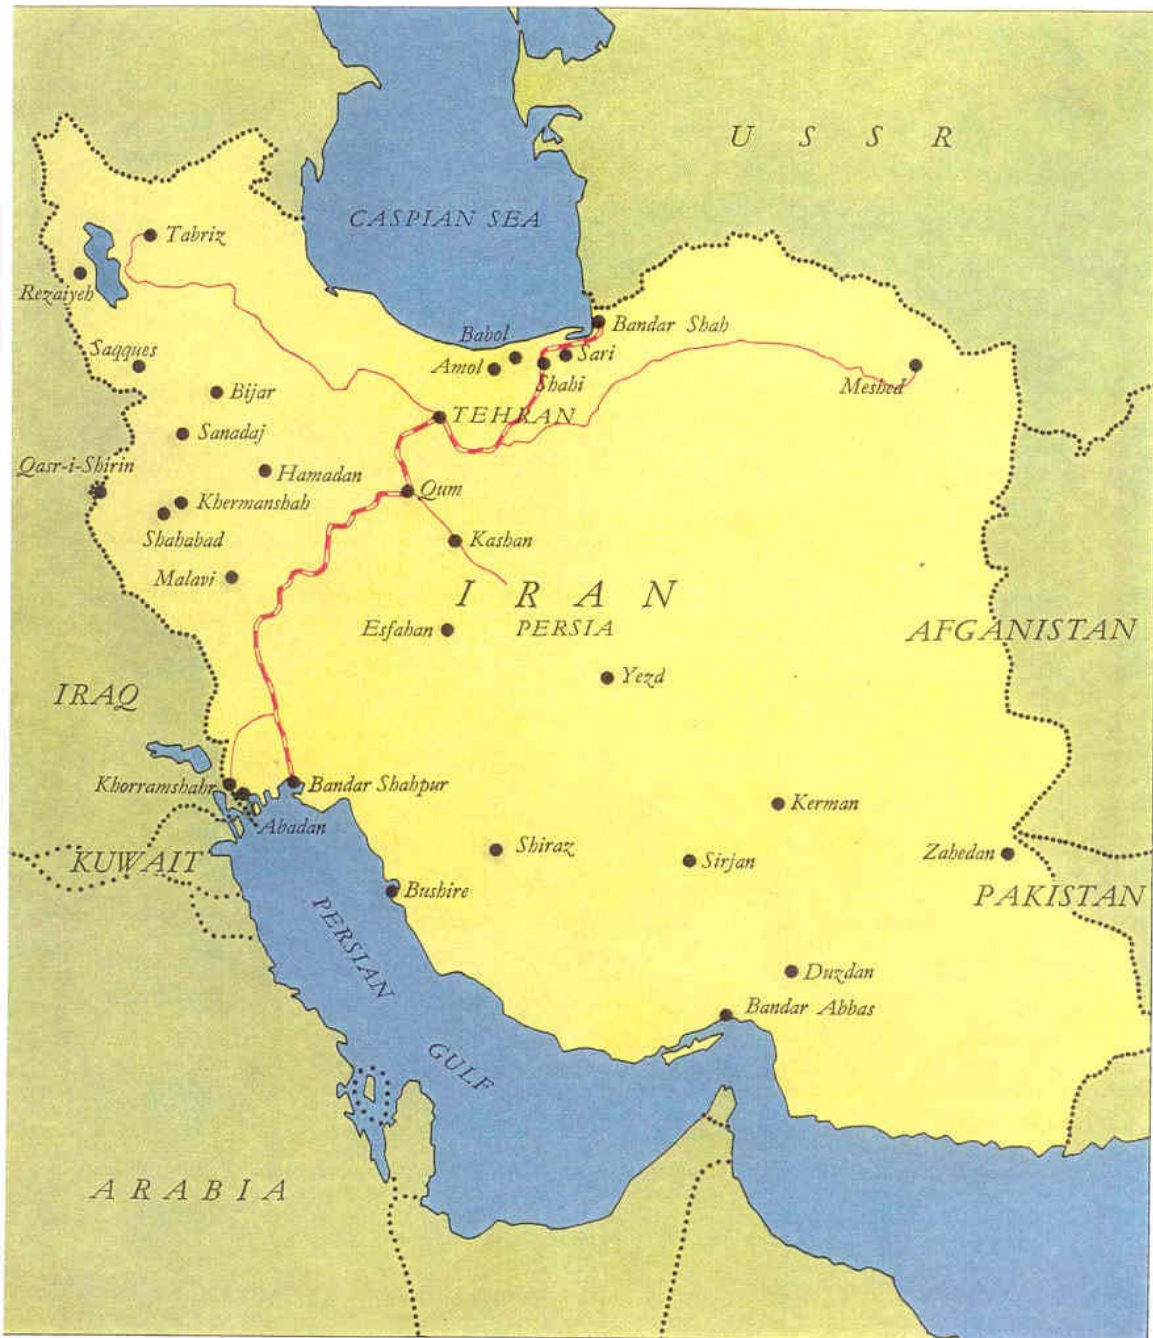 U S S R
CASPIAN SEA
Tabriz
Rezaiyeh
Bandar Shah
Babol
Sari
Saqques
Amol
Shahi
Meshed
Bijar
TEHRAN
Sanadaj
Qasr-i-Shirin
Hamadan
Qum
Khermanshah
Shahabad
Kashan
Malavi
I R A N
Esfahan
PERSIA
AFGANISTAN
Yezd
IRAQ
Khorramshahr
Bandar Shahpur
Kerman
Abadan
Shiraz
Sirjan
Zahedan
KUWAIT
Bushire
PAKISTAN
PERSIAN
GULF
Duzdan
Bandar Abbas
A R A B I A